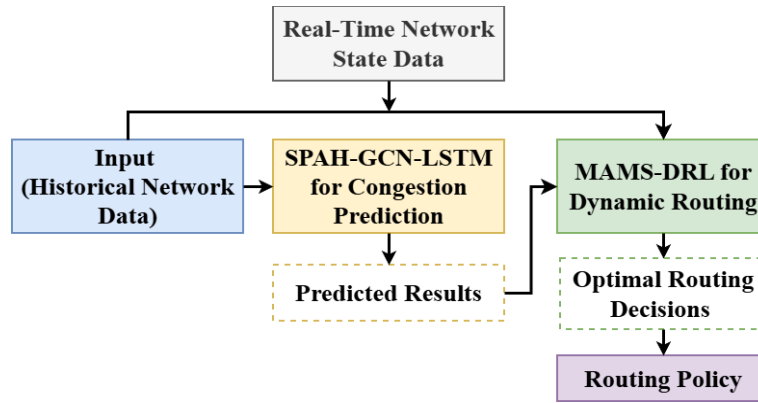 Real-Time Network
State Data
Input
(Historical Network
Data)
SPAH-GCN-LSTM
for Congestion
Prediction
MAMS-DRL for
Dynamic Routing
Predicted Results
Optimal Routing
Decisions
Routing Policy